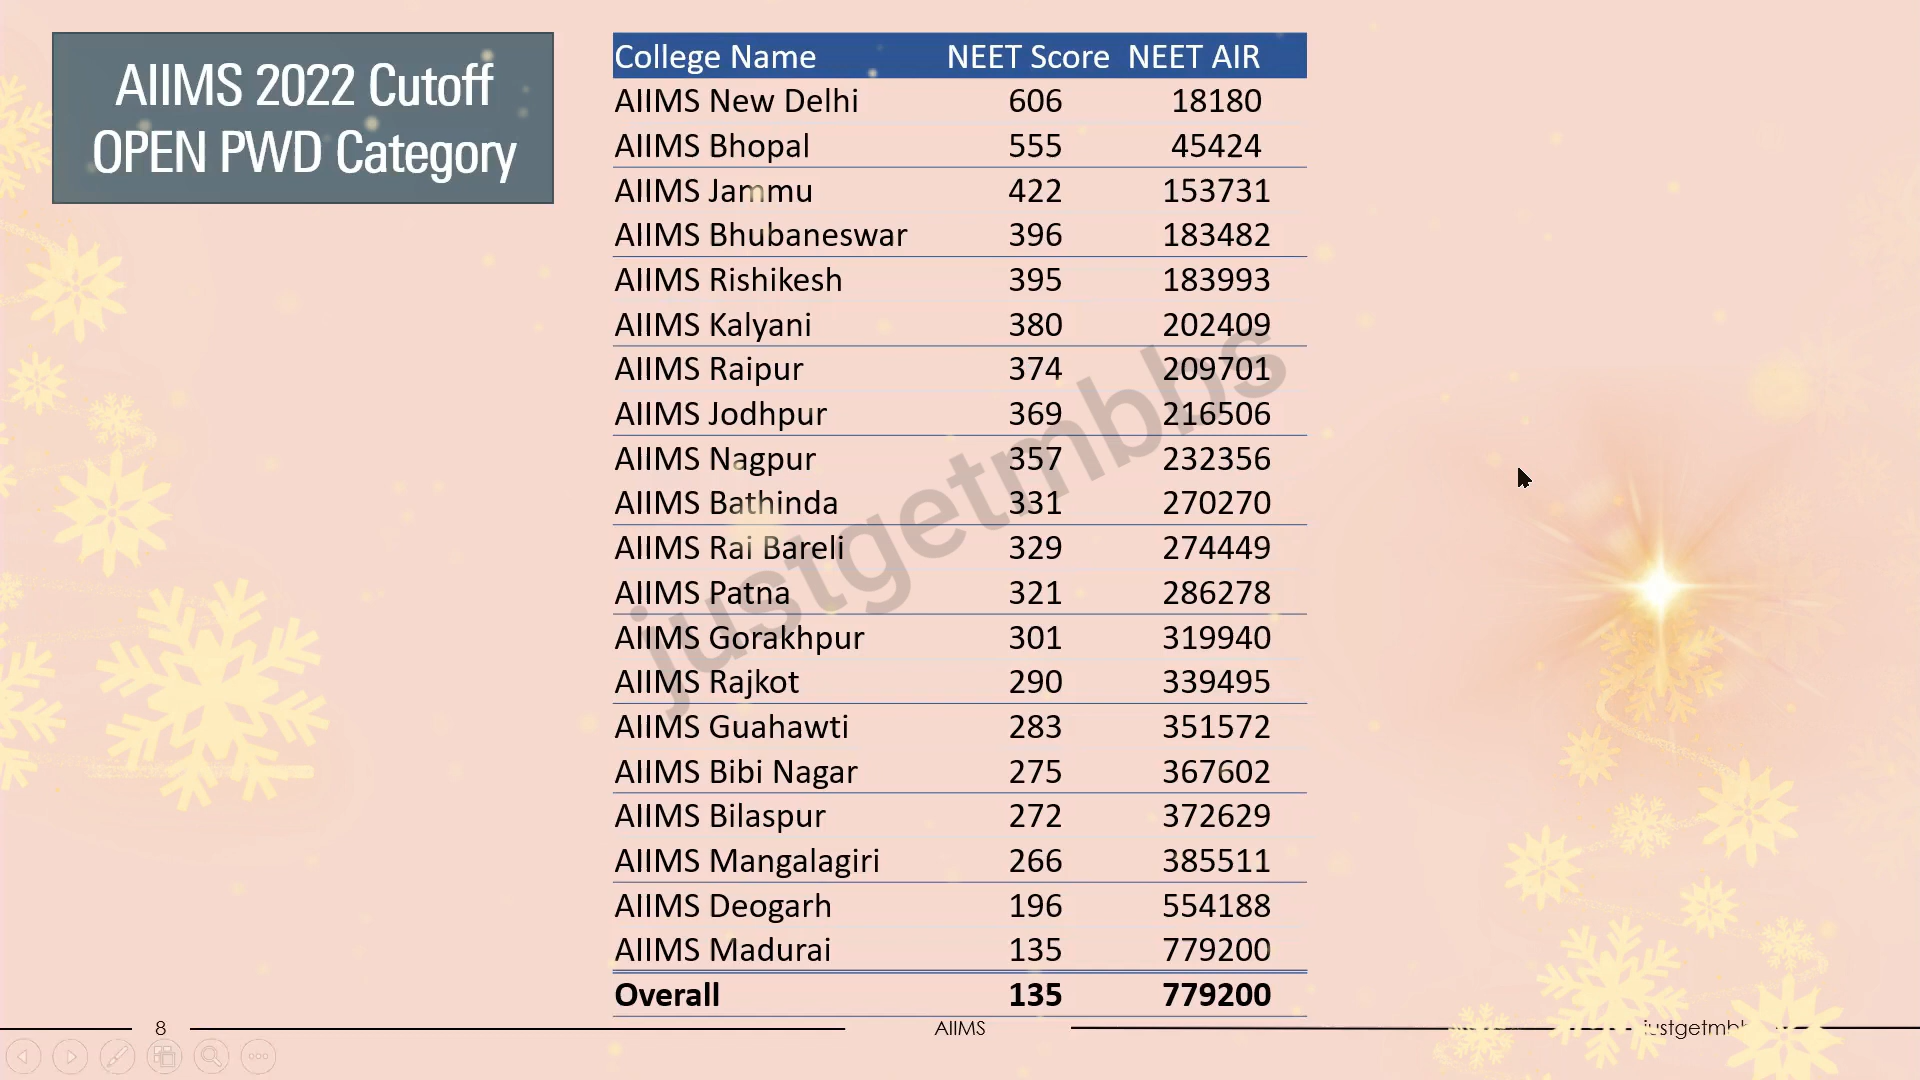 AIIMS 2022 Cutoff
OPEN PWD Category
College Name NEET Score NEET AIR
AIIMS New Delhi 606 18180
AIIMS Bhopal 555 45424
AIIMS Jammu 422 153731
AIIMS Bhubaneswar 396 183482
AIIMS Rishikesh 395 183993
AIIMS Kalyani 380 202409
AIIMS Raipur 374 209701
AIIMS Jodhpur 369 216506
AIIMS Nagpur 357 232356
AIIMS Bathinda 331 270270
AIIMS Rai Bareli 329 274449
AIIMS Patna 321 286278
AIIMS Gorakhpur 301 319940
AIIMS Rajkot 290 339495
AIIMS Guahawti 283 351572
AIIMS Bibi Nagar 275 367602
AIIMS Bilaspur 272 372629
AIIMS Mangalagiri 266 385511
AIIMS Deogarh 196 554188
AIIMS Madurai 135 779200
Overall 135 779200
justgetmbbs
8 AIIMS